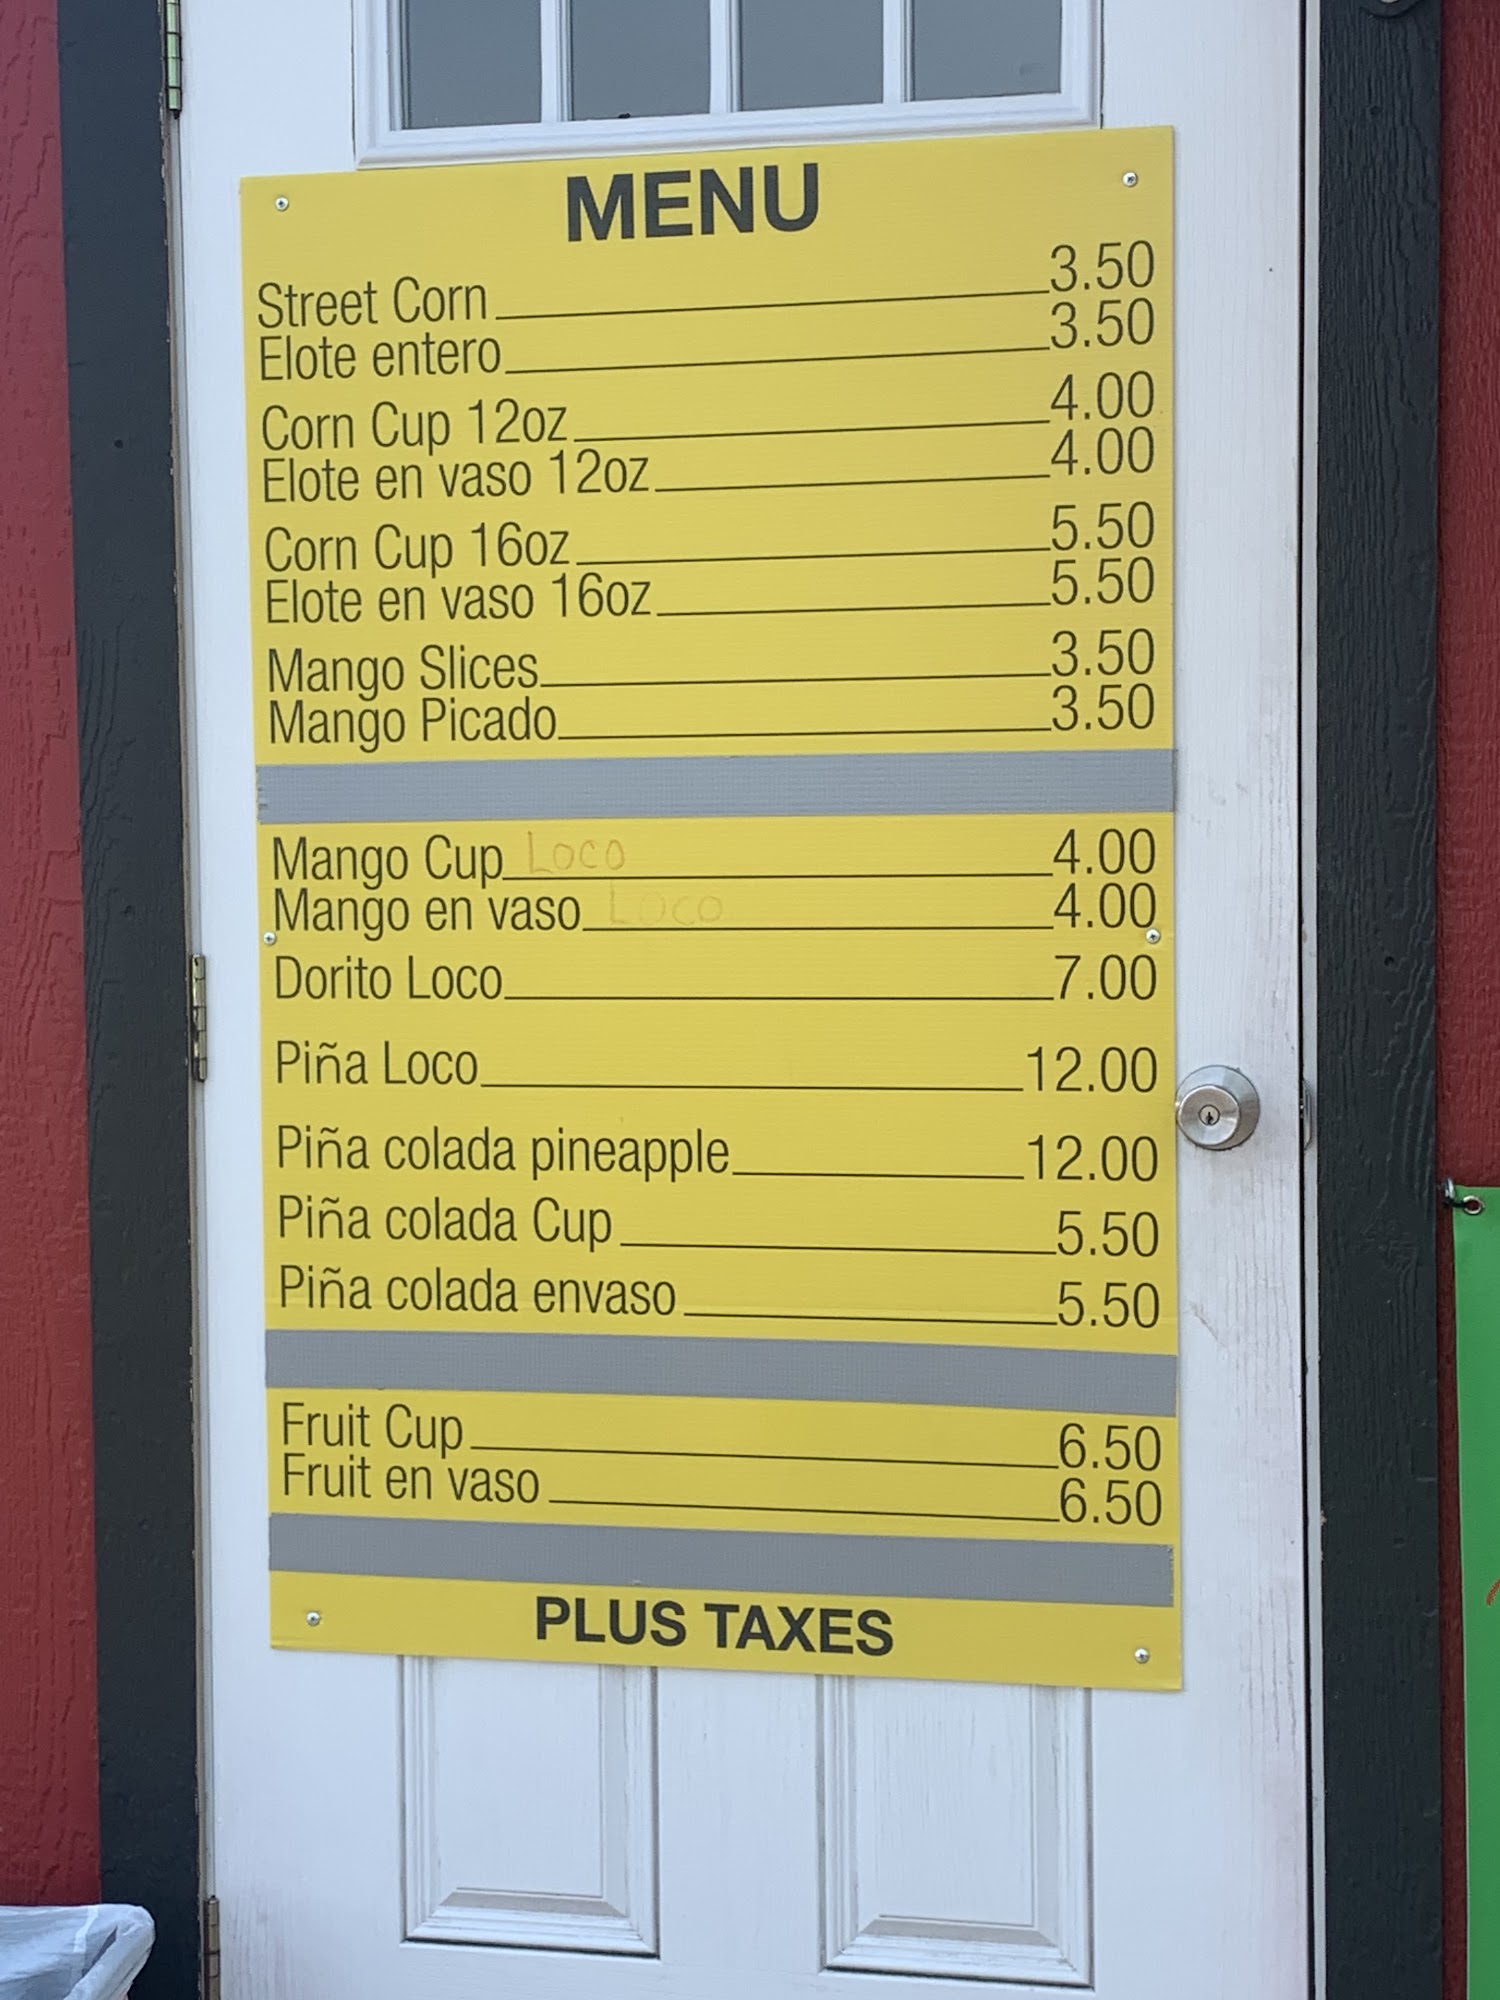 MENU
Street Corn 3.50
Elote entero 3.50
Corn Cup 12oz 4.00
Elote en vaso 12oz 4.00
Corn Cup 16oz 5.50
Elote en vaso 16oz 5.50
Mango Slices 3.50
Mango Picado 3.50
Mango Cup Loco 4.00
Mango en vaso Loco 4.00
Dorito Loco 7.00
Piña Loco 12.00
Piña colada pineapple 12.00
Piña colada Cup 5.50
Piña colada envaso 5.50
Fruit Cup 6.50
Fruit en vaso 6.50
PLUS TAXES